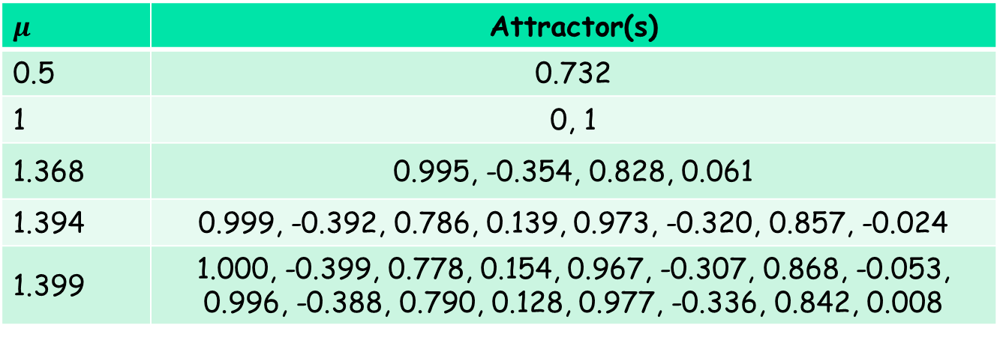 μ Attractor(s)
0.5 0.732
1 0, 1
1.368 0.995, -0.354, 0.828, 0.061
1.394 0.999, -0.392, 0.786, 0.139, 0.973, -0.320, 0.857, -0.024
1.399 1.000, -0.399, 0.778, 0.154, 0.967, -0.307, 0.868, -0.053,
0.996, -0.388, 0.790, 0.128, 0.977, -0.336, 0.842, 0.008